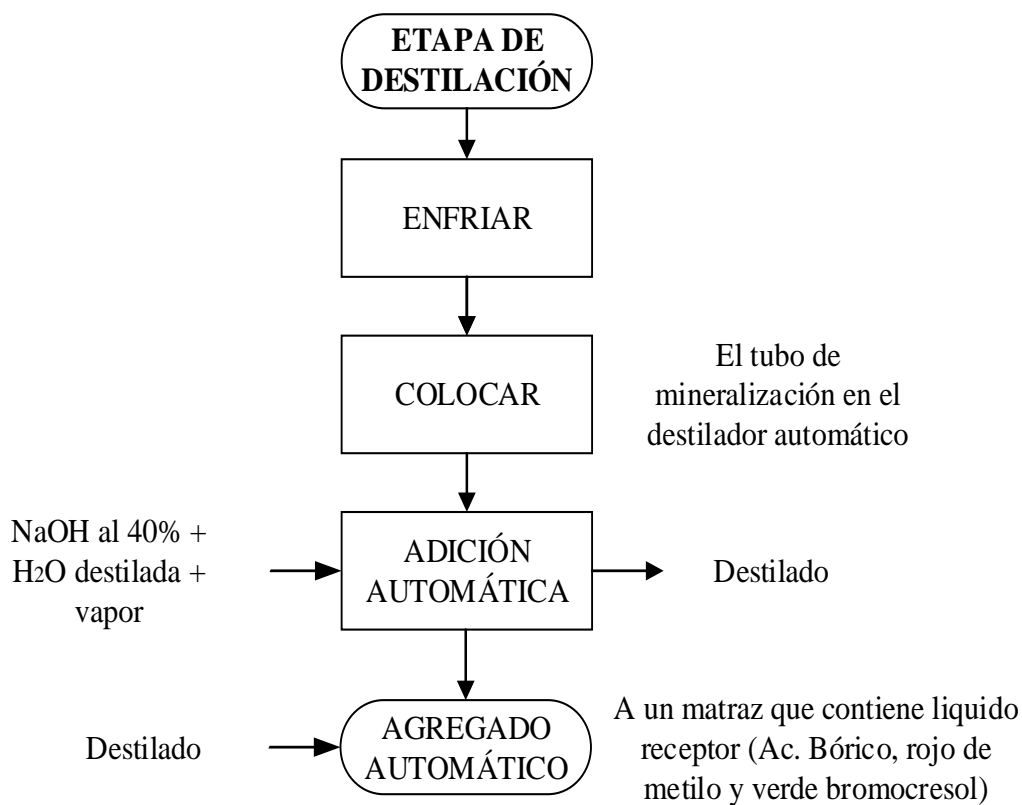 ETAPA DE
DESTILACIÓN
ENFRIAR
COLOCAR
El tubo de
mineralización en el
destilador automático
NaOH al 40% +
H2O destilada +
vapor
ADICIÓN
AUTOMÁTICA
Destilado
Destilado
AGREGADO
AUTOMÁTICO
A un matraz que contiene liquido
receptor (Ac. Bórico, rojo de
metilo y verde bromocresol)